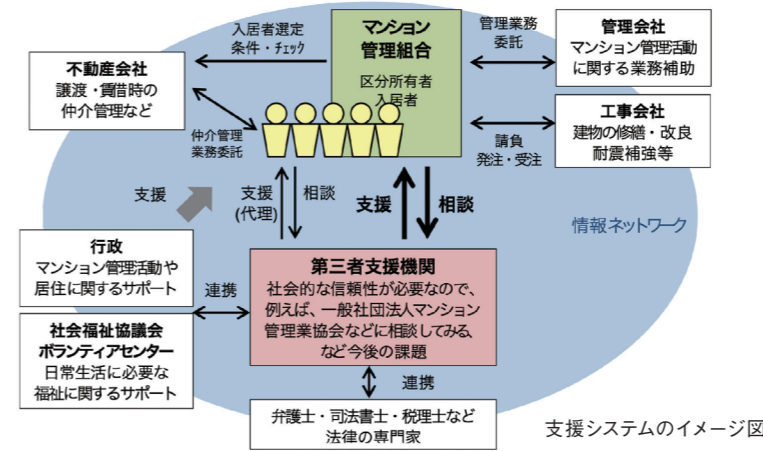 入居者選定
条件・チェック
マンション
管理組合
区分所有者
入居者
管理業務
委託
管理会社
マンション管理活動
に関する業務補助
不動産会社
譲渡・賃借時の
仲介管理など
仲介管理
業務委託
請負
発注・受注
工事会社
建物の修繕・改良
耐震補強等
支援
支援
(代理)
相談
支援
相談
情報ネットワーク
行政
マンション管理活動や
居住に関するサポート
連携
社会福祉協議会
ボランティアセンター
日常生活に必要な
福祉に関するサポート
第三者支援機関
社会的な信頼性が必要なので、
例えば、一般社団法人マンション
管理業協会などに相談してみる、
など今後の課題
連携
弁護士・司法書士・税理士など
法律の専門家
支援システムのイメージ図